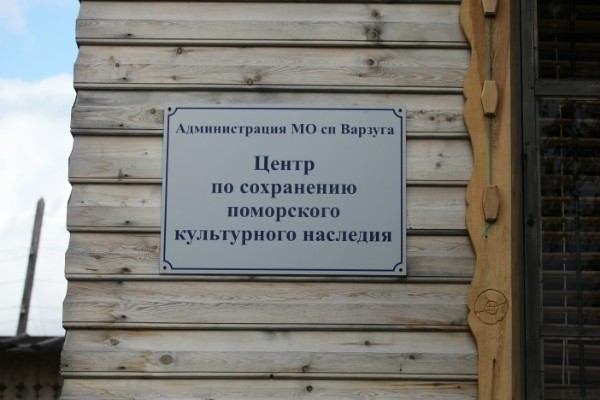 Администрация МО сп Варзуга
Центр
по сохранению
поморского
культурного наследия